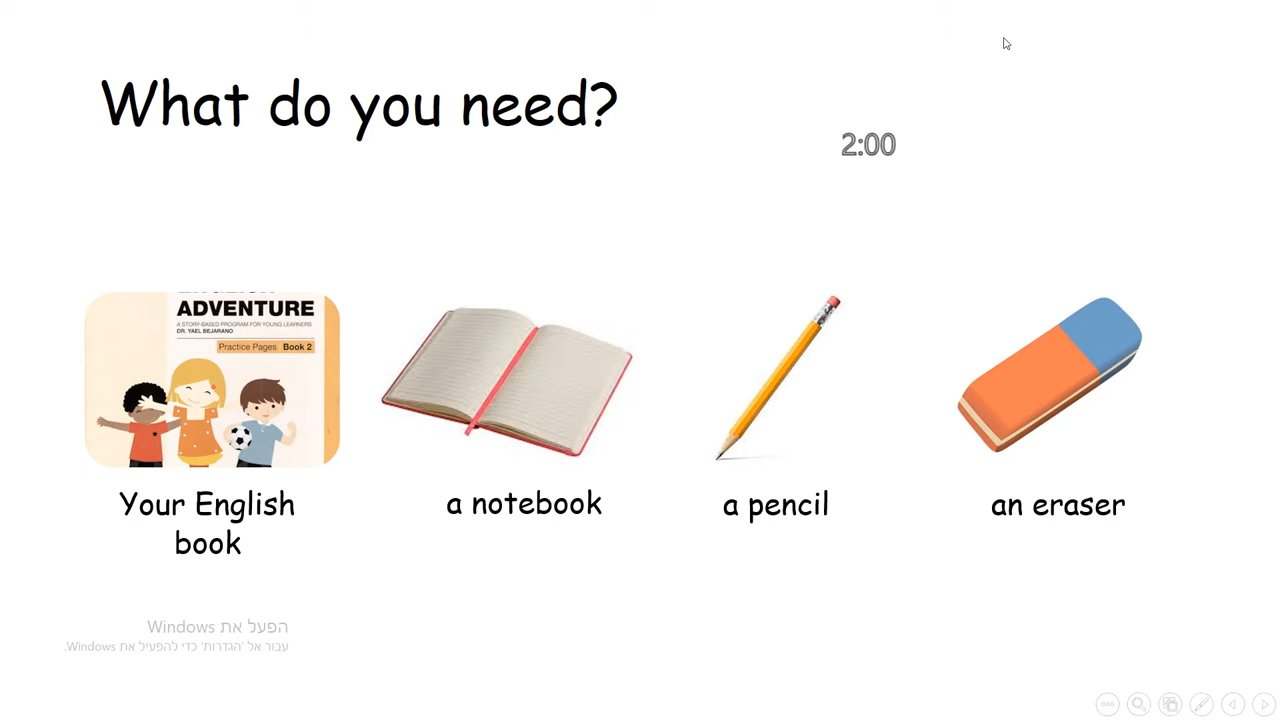 What do you need?
2:00
ADVENTURE
A STORY-BASED PROGRAM FOR YOUNG LEARNERS
DR. YAEL BEJARANO
Practice Pages Book 2
Your English
book
a notebook
a pencil
an eraser
הפעל את Windows
עבור אל 'הגדרות' כדי להפעיל את Windows.